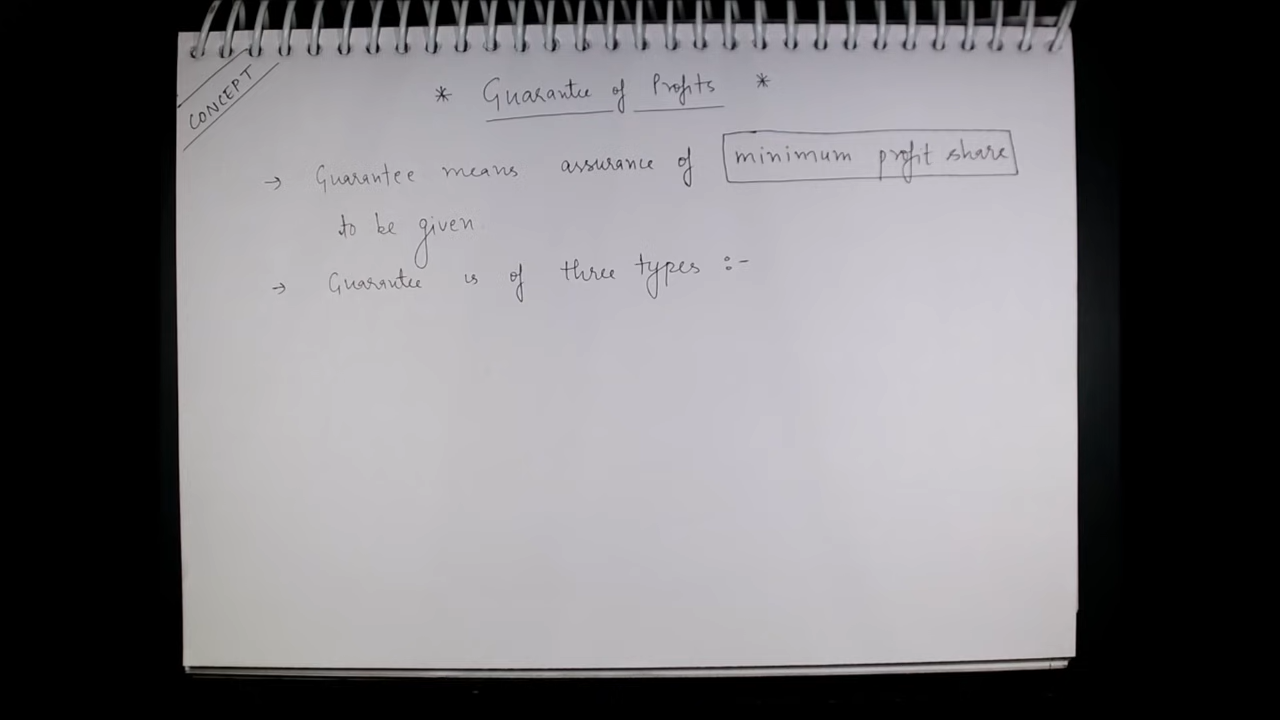 CONCEPT
* Guarantee of Profits *
→ Guarantee means assurance of minimum profit share
to be given
→ Guarantee is of three types :-